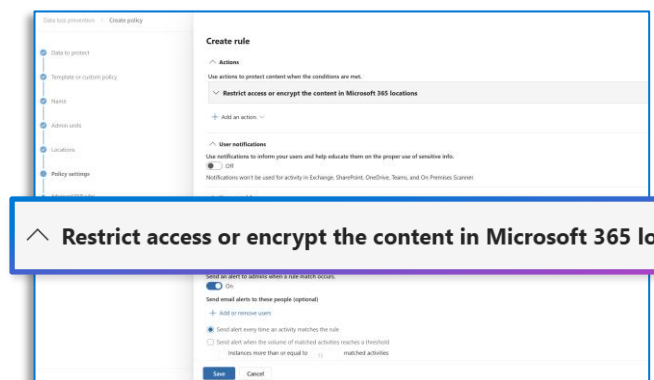 Data loss prevention > Create policy
Data to protect
Template or custom policy
Name
Admin units
Locations
Policy settings
Create rule
Actions
Use actions to protect content when the conditions are met.
Restrict access or encrypt the content in Microsoft 365 locations
+ Add an action
User notifications
Use notifications to inform your users and help educate them on the proper use of sensitive info.
Off
Notifications won't be used for activity in Exchange, SharePoint, OneDrive, Teams, and On Premises Scanner.
Restrict access or encrypt the content in Microsoft 365 lo
Send an alert to admins when a rule match occurs.
On
Send email alerts to these people (optional)
+ Add or remove users
Send alert every time an activity matches the rule
Send alert when the volume of matched activities reaches a threshold
Instances more than or equal to
matched activities
Save
Cancel